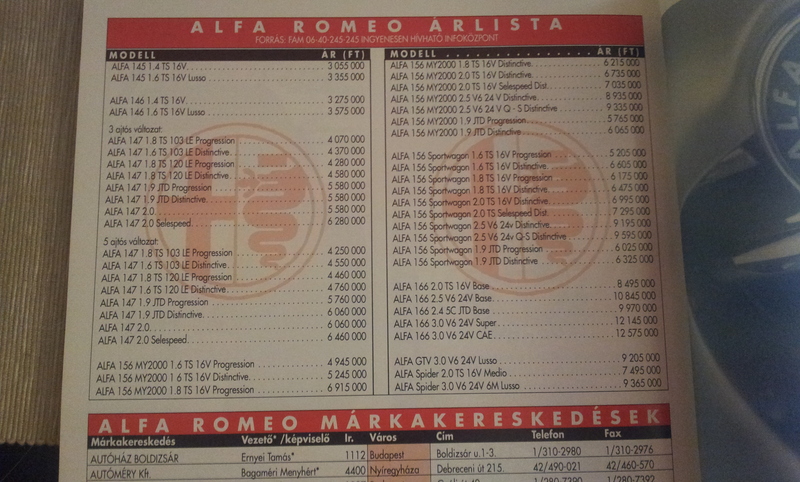 ALFA ROMEO ÁRLISTA
FORRÁS: FAM 06-40-245-245 INGYENESEN HÍVHATÓ INFOKÖZPONT
MODELL ÁR (FT)
ALFA 145 1.4 TS 16V 3 055 000
ALFA 145 1.6 TS 16V Lusso 3 355 000
ALFA 146 1.4 TS 16V 3 275 000
ALFA 146 1.6 TS 16V Lusso 3 575 000
3 ajtós változat:
ALFA 147 1.8 TS 103 LE Progression 4 070 000
ALFA 147 1.6 TS 103 LE Distinctive 4 370 000
ALFA 147 1.8 TS 120 LE Progression 4 280 000
ALFA 147 1.8 TS 120 LE Distinctive 4 580 000
ALFA 147 1.9 JTD Progression 5 580 000
ALFA 147 1.9 JTD Distinctive 5 580 000
ALFA 147 2.0 5 580 000
ALFA 147 2.0 Selespeed 6 280 000
5 ajtós változat:
ALFA 147 1.8 TS 103 LE Progression 4 250 000
ALFA 147 1.6 TS 103 LE Distinctive 4 550 000
ALFA 147 1.8 TS 120 LE Progression 4 460 000
ALFA 147 1.6 TS 120 LE Distinctive 4 760 000
ALFA 147 1.9 JTD Progression 5 760 000
ALFA 147 1.9 JTD Distinctive 6 060 000
ALFA 147 2.0 6 060 000
ALFA 147 2.0 Selespeed 6 460 000
ALFA 156 MY2000 1.6 TS 16V Progression 4 945 000
ALFA 156 MY2000 1 6 TS 16V Distinctive 5 245 000
ALFA 156 MY2000 1.8 TS 16V Progression 6 915 000
MODELL ÁR (FT)
ALFA 156 MY2000 1.8 TS 16V Distinctive 6 215 000
ALFA 156 MY2000 2.0 TS 16V Distinctive 6 735 000
ALFA 156 MY2000 2.0 TS 16V Selespeed Dist. 7 035 000
ALFA 156 MY2000 2.5 V6 24 V Distinctive 8 935 000
ALFA 156 MY2000 2.5 V6 24 V Q - S Distinctive 9 335 000
ALFA 156 MY2000 1.9 JTD Progression 5 765 000
ALFA 156 MY2000 1.9 JTD Distinctive 6 065 000
ALFA 156 Sportwagon 1.6 TS 16V Progression 5 205 000
ALFA 156 Sportwagon 1.6 TS 16V Distinctive 6 605 000
ALFA 156 Sportwagon 1.8 TS 16V Progression 6 175 000
ALFA 156 Sportwagon 1.8 TS 16V Distinctive 6 475 000
ALFA 156 Sportwagon 2.0 TS 16V Distinctive 6 995 000
ALFA 156 Sportwagon 2.0 TS Selespeed Dist. 7 295 000
ALFA 156 Sportwagon 2.5 V6 24v Distinctive 9 195 000
ALFA 156 Sportwagon 2.5 V6 24v Q-S Distinctive 9 595 000
ALFA 156 Sportwagon 1.9 JTD Progression 6 025 000
ALFA 156 Sportwagon 1.9 JTD Distinctive 6 325 000
ALFA 166 2.0 TS 16V Base 8 495 000
ALFA 166 2.5 V6 24V Base 10 845 000
ALFA 166 2.4 5C JTD Base 9 970 000
ALFA 166 3.0 V6 24V Super 12 145 000
ALFA 166 3.0 V6 24V CAE 12 575 000
ALFA GTV 3.0 V6 24V Lusso 9 205 000
ALFA Spider 2.0 TS 16V Medio 7 495 000
ALFA Spider 3.0 V6 24V 6M Lusso 9 365 000
ALFA ROMEO MÁRKAKERESKEDÉSEK
Márkakereskedés Vezető* /képviselő Ir. Város Cím Telefon Fax
AUTÓHÁZ BOLDIZSÁR Ernyei Tamás* 1112 Budapest Boldizsár u.1-3. 1/310-2980 1/310-2976
AUTÓMÉRY Kft Bagaméri Menyhért* 4400 Nyíregyháza Debreceni út 215. 42/490-021 42/460-570
ALFA